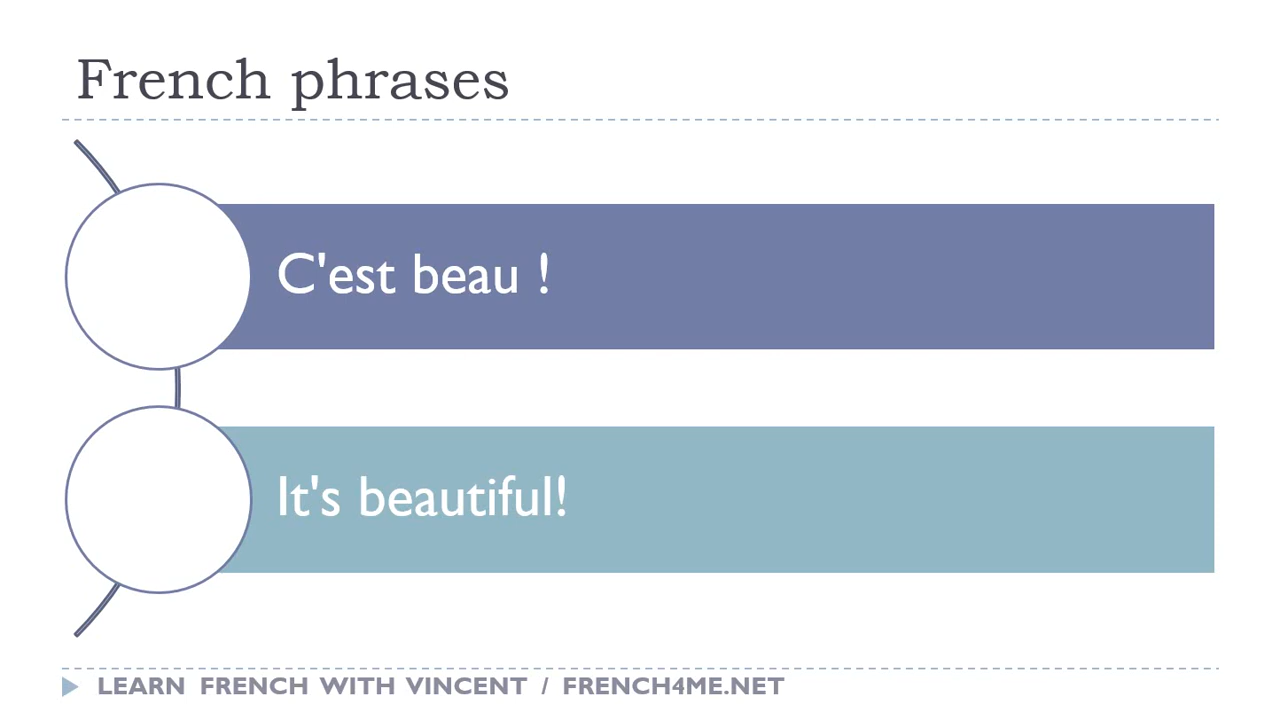 French phrases
C'est beau !
It's beautiful!
LEARN FRENCH WITH VINCENT / FRENCH4ME.NET